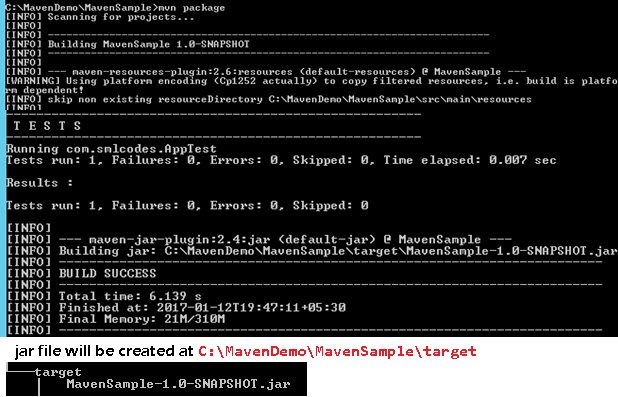 C:\MavenDemo\MavenSample>mvn package
[INFO] Scanning for projects...
[INFO]
[INFO] ------------------------------------------------------------------------
[INFO] Building MavenSample 1.0-SNAPSHOT
[INFO] ------------------------------------------------------------------------
[INFO]
[INFO] --- maven-resources-plugin:2.6:resources (default-resources) @ MavenSample ---
[WARNING] Using platform encoding (Cp1252 actually) to copy filtered resources, i.e. build is platfo
rm dependent!
[INFO] skip non existing resourceDirectory C:\MavenDemo\MavenSample\src\main\resources
[INFO]
-------------------------------------------------------
T E S T S
-------------------------------------------------------
Running com.smlcodes.AppTest
Tests run: 1, Failures: 0, Errors: 0, Skipped: 0, Time elapsed: 0.007 sec
Results :
Tests run: 1, Failures: 0, Errors: 0, Skipped: 0
[INFO]
[INFO] --- maven-jar-plugin:2.4:jar (default-jar) @ MavenSample ---
[INFO] Building jar: C:\MavenDemo\MavenSample\target\MavenSample-1.0-SNAPSHOT.jar
[INFO] ------------------------------------------------------------------------
[INFO] BUILD SUCCESS
[INFO] ------------------------------------------------------------------------
[INFO] Total time: 6.139 s
[INFO] Finished at: 2017-01-12T19:47:11+05:30
[INFO] Final Memory: 21M/310M
[INFO] ------------------------------------------------------------------------
jar file will be created at C:\MavenDemo\MavenSample\target
target
MavenSample-1.0-SNAPSHOT.jar